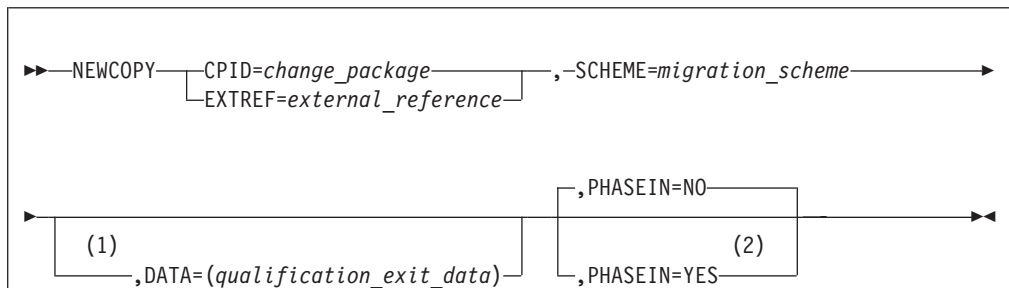 NEWCOPY CPID=change_package , SCHEME=migration_scheme
EXTREF=external_reference
,PHASEIN=NO
(1) (2)
,DATA=(qualification_exit_data) ,PHASEIN=YES